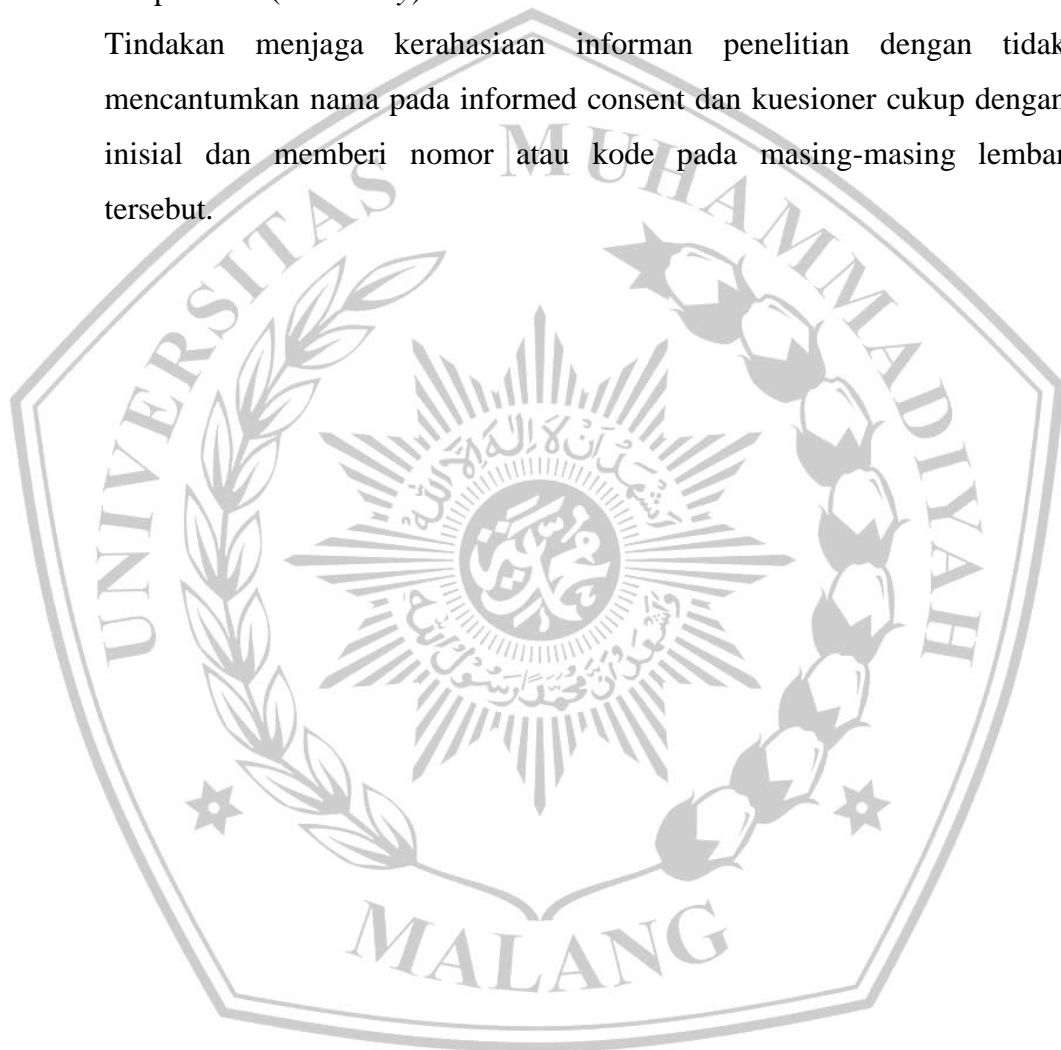 Tindakan menjaga kerahasiaan informan penelitian dengan tidak
mencantumkan nama pada informed consent dan kuesioner cukup dengan
inisial dan memberi nomor atau kode pada masing-masing lembar
tersebut.
UNIVERSITAS MUHAMMADIYAH
MALANG